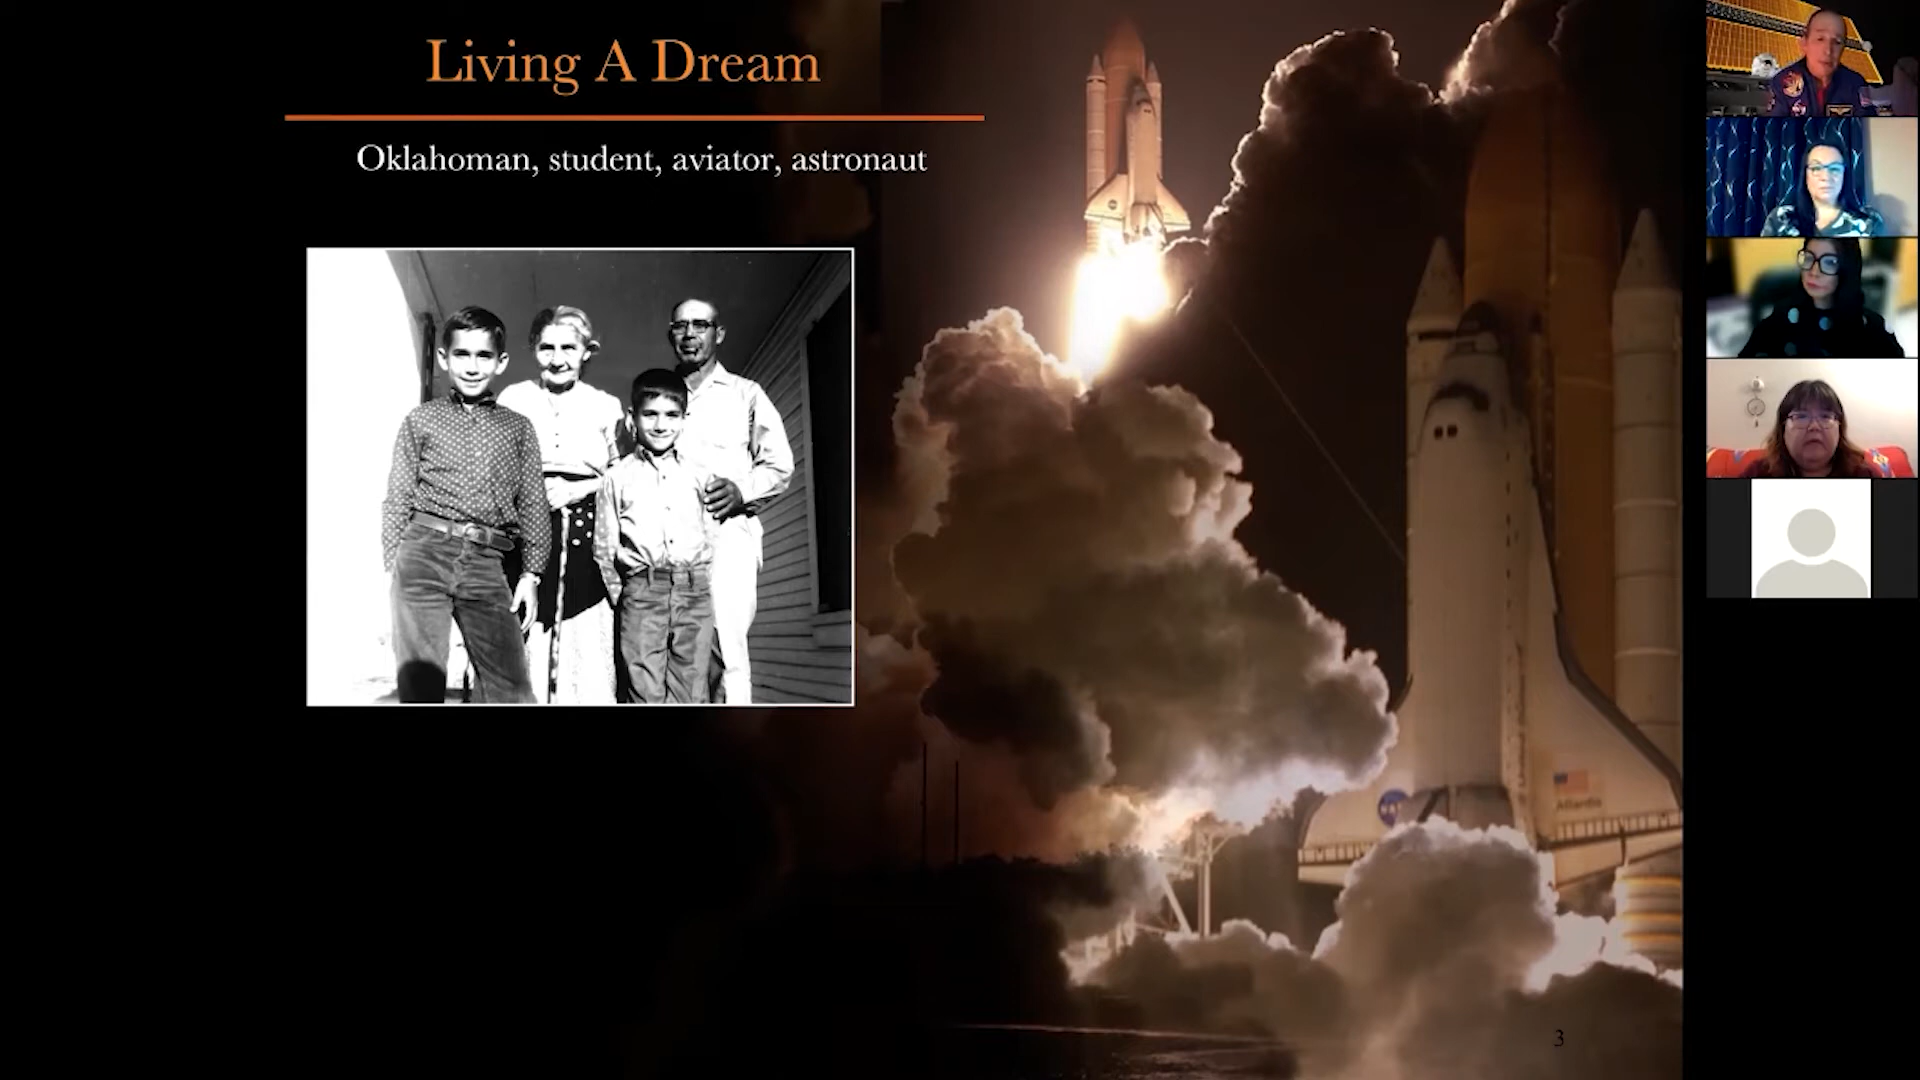 Living A Dream
Oklahoman, student, aviator, astronaut
Atlantis
3